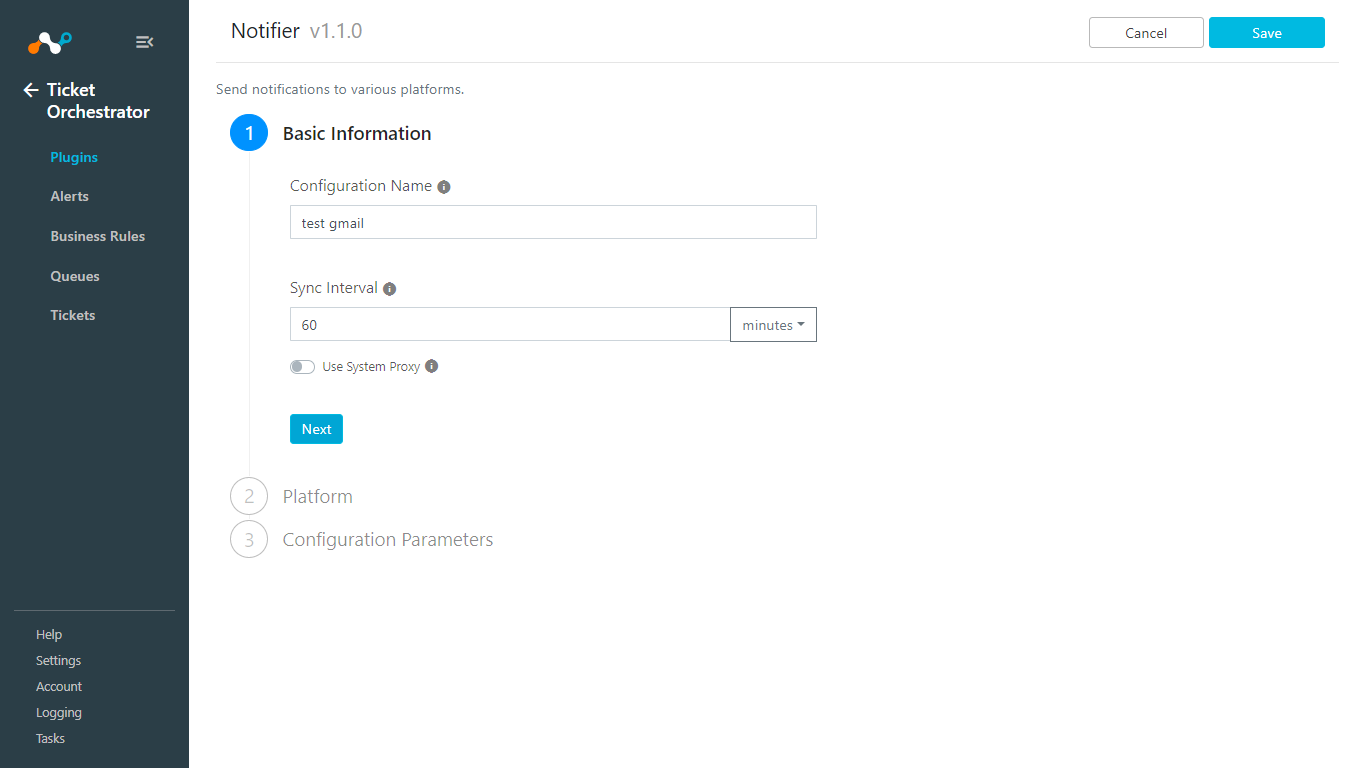 Notifier v1.1.0
Cancel
Save
Ticket
Orchestrator
Plugins
Alerts
Business Rules
Queues
Tickets
Help
Settings
Account
Logging
Tasks
Send notifications to various platforms.
1 Basic Information
Configuration Name
test gmail
Sync Interval
60 minutes
Use System Proxy
Next
2 Platform
3 Configuration Parameters